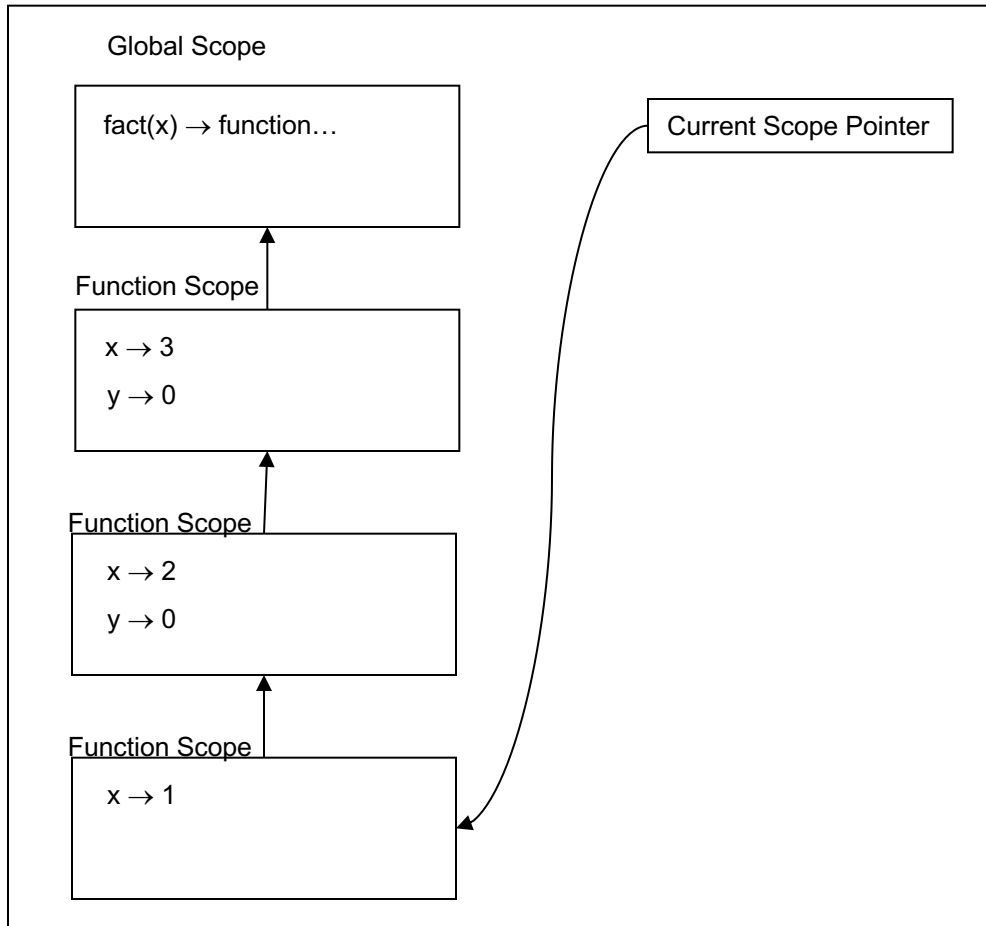 Global Scope
fact(x) → function…
Current Scope Pointer
Function Scope
x → 3
y → 0
Function Scope
x → 2
y → 0
Function Scope
x → 1